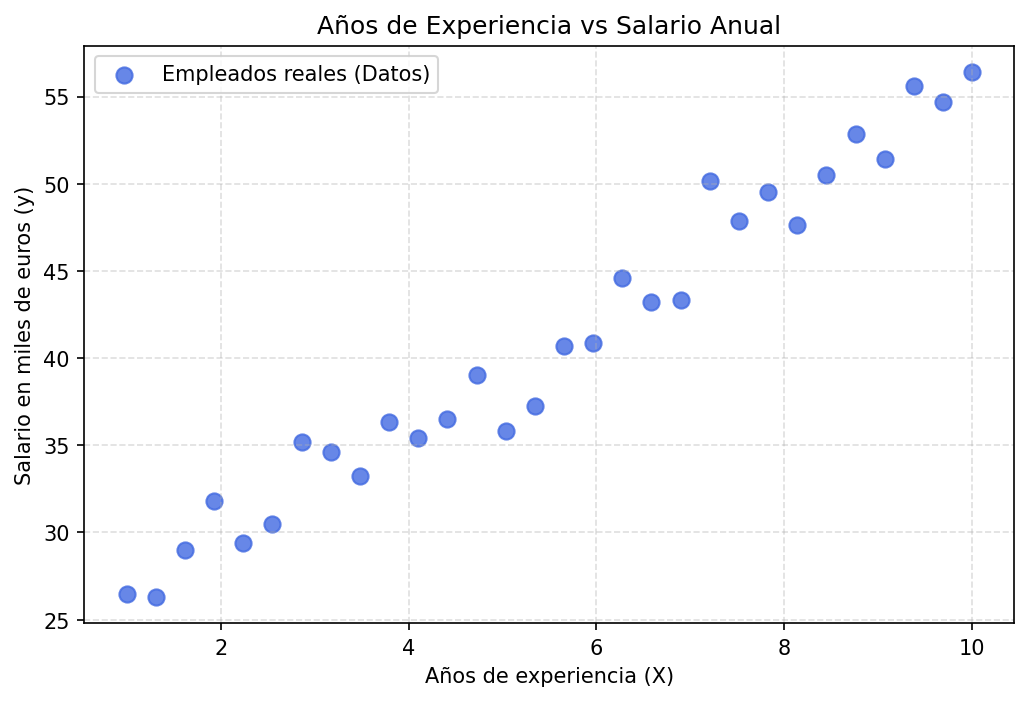 Años de Experiencia vs Salario Anual
Empleados reales (Datos)
Salario en miles de euros (y)
55
50
45
40
35
30
25
2 4 6 8 10
Años de experiencia (X)